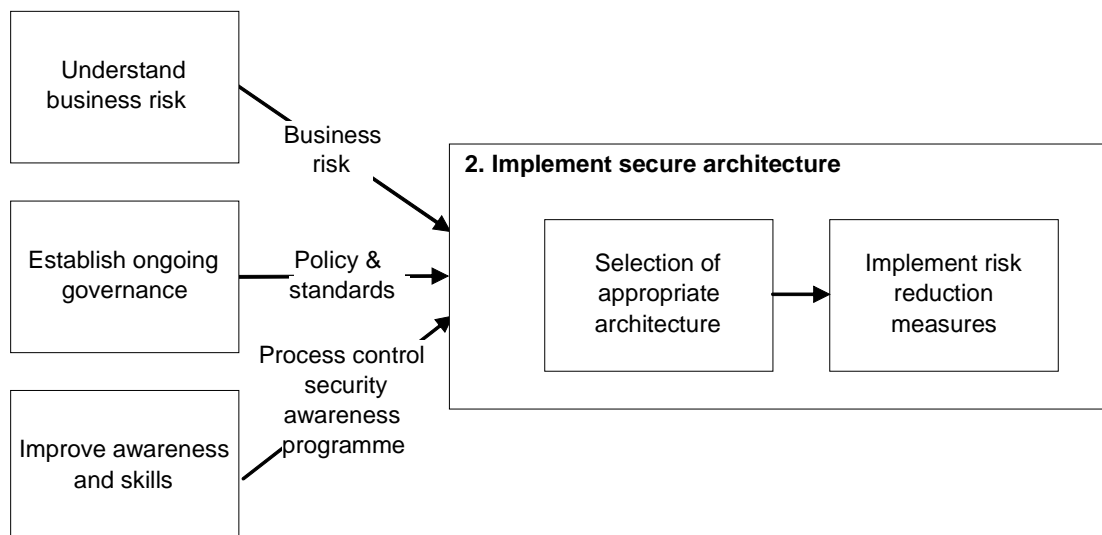 Understand
business risk
Business
risk
2. Implement secure architecture
Establish ongoing
governance
Policy &
standards
Selection of
appropriate
architecture
Implement risk
reduction
measures
Process control
security
awareness
programme
Improve awareness
and skills